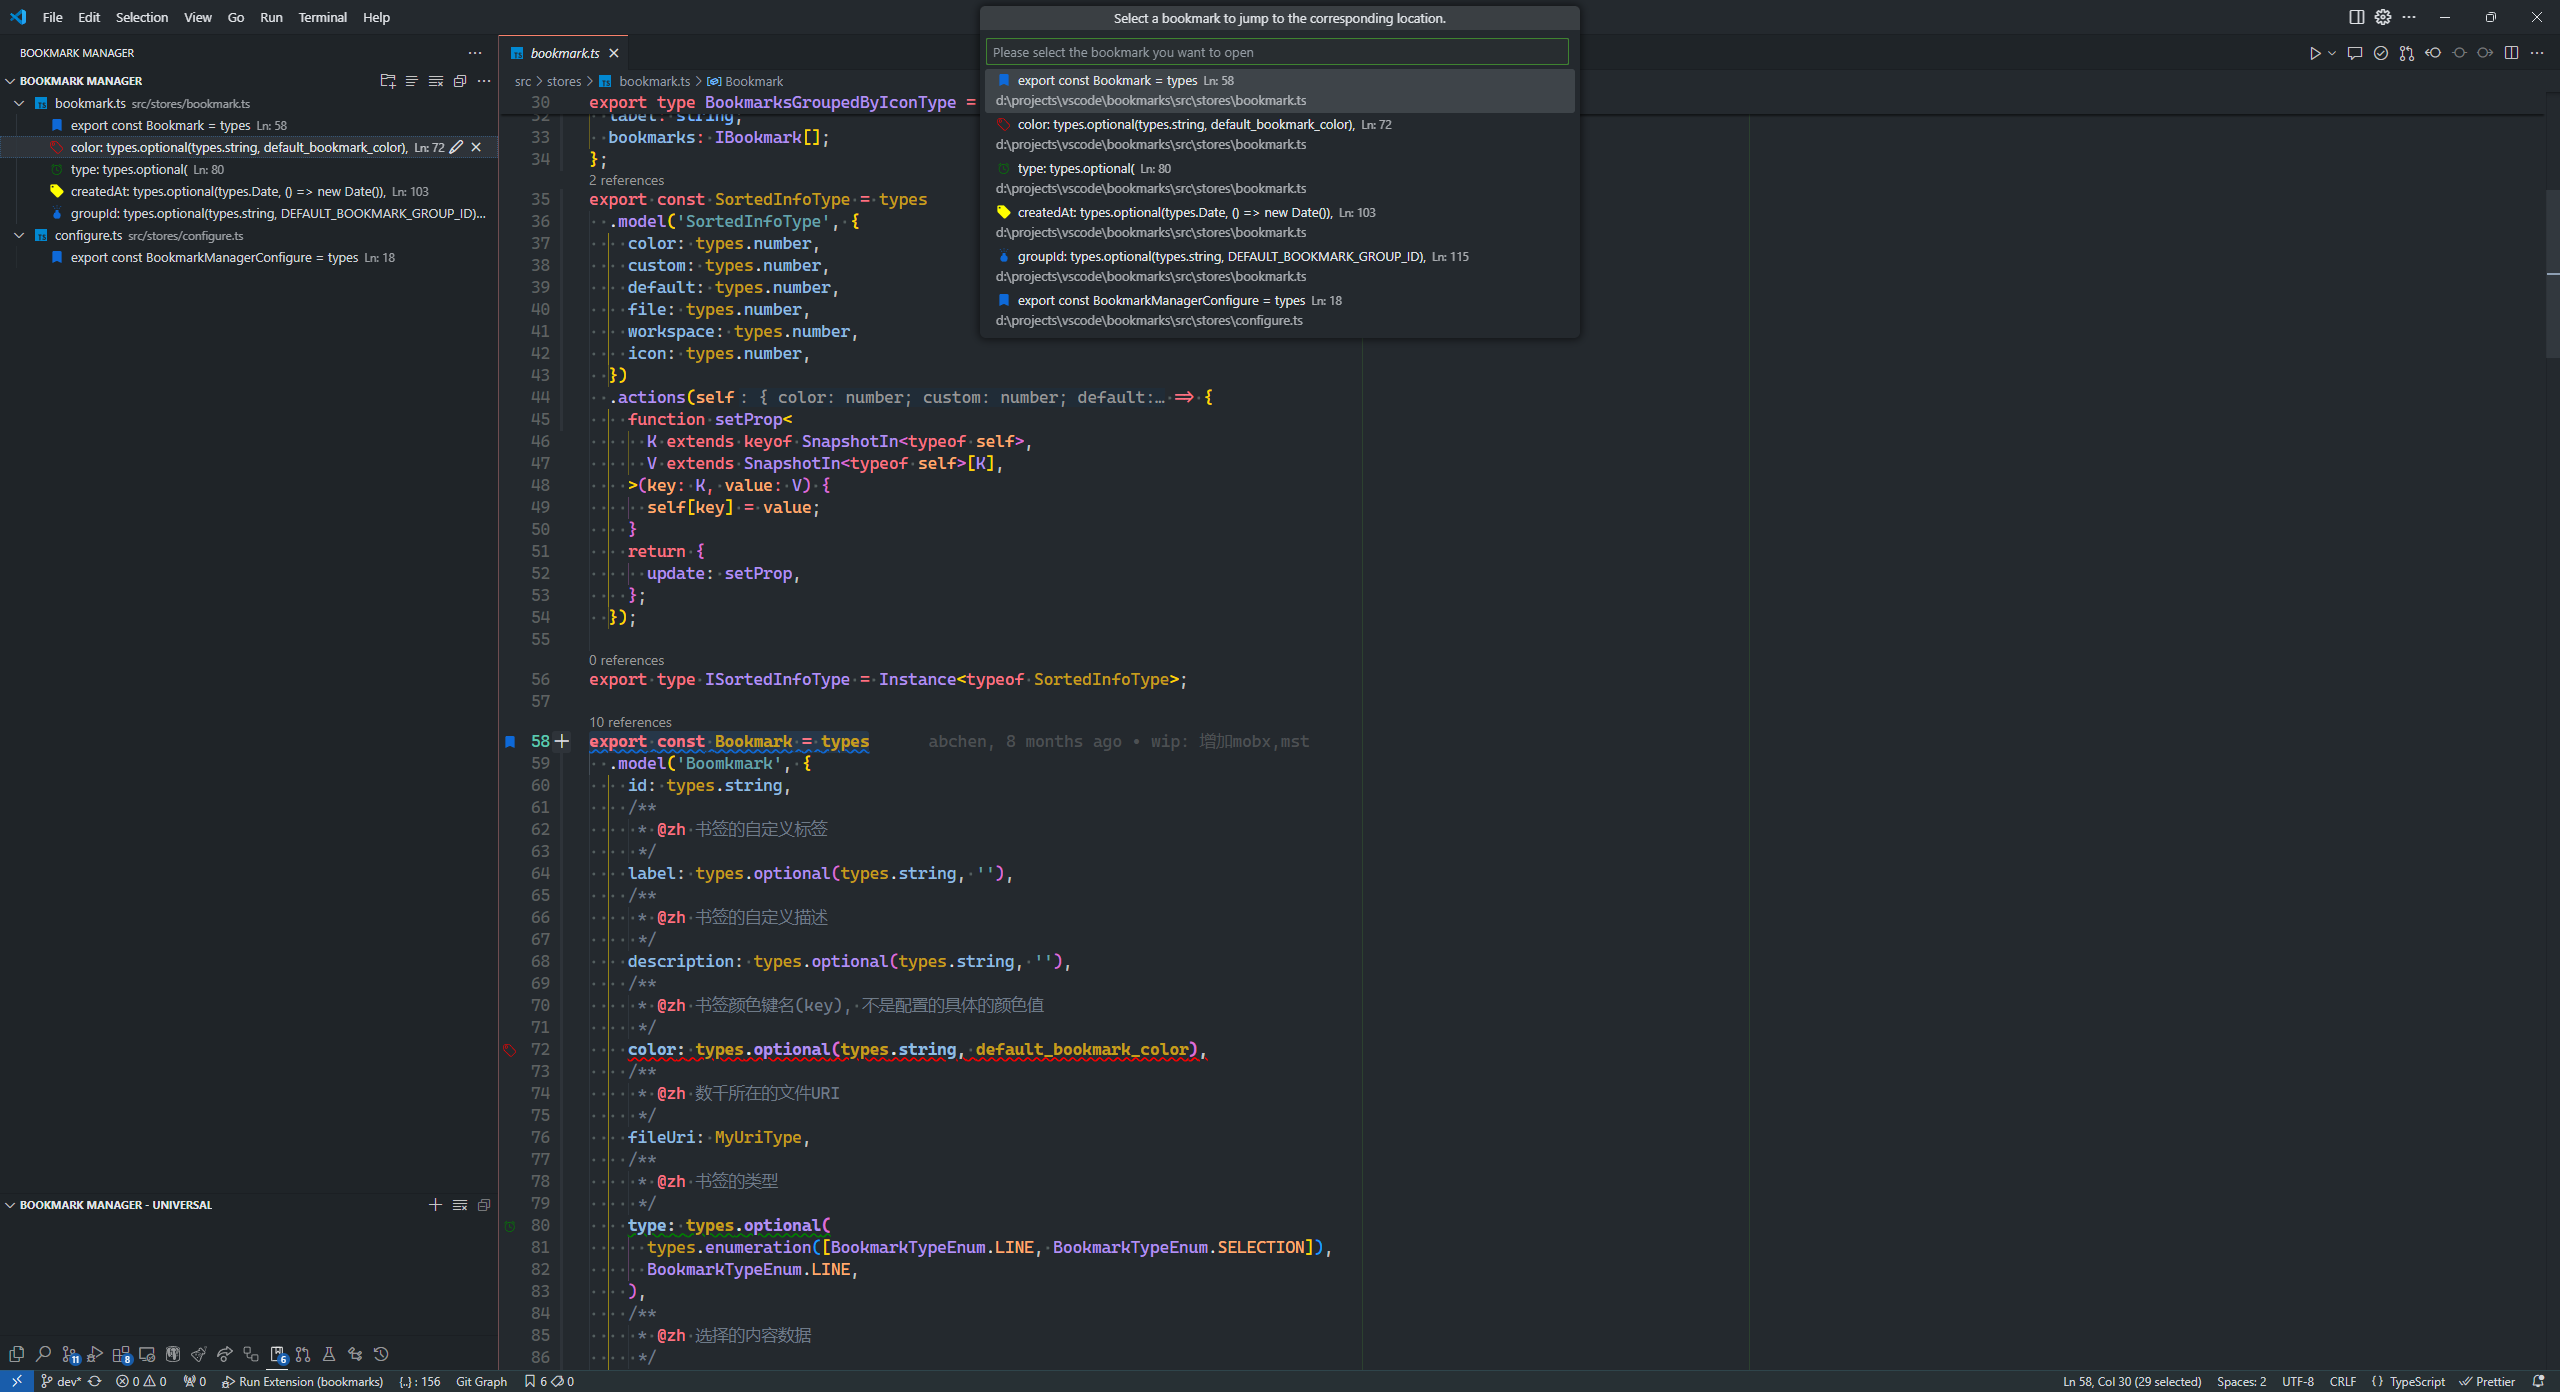 File Edit Selection View Go Run Terminal Help
BOOKMARK MANAGER
BOOKMARK MANAGER
bookmark.ts src/stores/bookmark.ts
export const Bookmark = types Ln: 58
color: types.optional(types.string, default_bookmark_color), Ln: 72
type: types.optional( Ln: 80
createdAt: types.optional(types.Date, () => new Date()), Ln: 103
groupId: types.optional(types.string, DEFAULT_BOOKMARK_GROUP_ID)...
configure.ts src/stores/configure.ts
export const BookmarkManagerConfigure = types Ln: 18
BOOKMARK MANAGER - UNIVERSAL
Select a bookmark to jump to the corresponding location.
Please select the bookmark you want to open
export const Bookmark = types Ln: 58
d:\projects\vscode\bookmarks\src\stores\bookmark.ts
color: types.optional(types.string, default_bookmark_color), Ln: 72
d:\projects\vscode\bookmarks\src\stores\bookmark.ts
type: types.optional( Ln: 80
d:\projects\vscode\bookmarks\src\stores\bookmark.ts
createdAt: types.optional(types.Date, () => new Date()), Ln: 103
d:\projects\vscode\bookmarks\src\stores\bookmark.ts
groupId: types.optional(types.string, DEFAULT_BOOKMARK_GROUP_ID), Ln: 115
d:\projects\vscode\bookmarks\src\stores\bookmark.ts
export const BookmarkManagerConfigure = types Ln: 18
d:\projects\vscode\bookmarks\src\stores\configure.ts
bookmark.ts
src > stores > bookmark.ts > Bookmark
30 export type BookmarksGroupedByIconType =
32 label: string;
33 bookmarks: IBookmark[];
34 };
2 references
35 export const SortedInfoType = types
36 .model('SortedInfoType', {
37 color: types.number,
38 custom: types.number,
39 default: types.number,
40 file: types.number,
41 workspace: types.number,
42 icon: types.number,
43 })
44 .actions(self : { color: number; custom: number; default:… => {
45 function setProp<
46 K extends keyof SnapshotIn<typeof self>,
47 V extends SnapshotIn<typeof self>[K],
48 >(key: K, value: V) {
49 self[key] = value;
50 }
51 return {
52 update: setProp,
53 };
54 });
55
0 references
56 export type ISortedInfoType = Instance<typeof SortedInfoType>;
57
10 references
58 export const Bookmark = types abchen, 8 months ago • wip: 增加mobx,mst
59 .model('Boomkmark', {
60 id: types.string,
61 /**
62 * @zh 书签的自定义标签
63 */
64 label: types.optional(types.string, ''),
65 /**
66 * @zh 书签的自定义描述
67 */
68 description: types.optional(types.string, ''),
69 /**
70 * @zh 书签颜色键名(key), 不是配置的具体的颜色值
71 */
72 color: types.optional(types.string, default_bookmark_color),
73 /**
74 * @zh 数千所在的文件URI
75 */
76 fileUri: MyUriType,
77 /**
78 * @zh 书签的类型
79 */
80 type: types.optional(
81 types.enumeration([BookmarkTypeEnum.LINE, BookmarkTypeEnum.SELECTION]),
82 BookmarkTypeEnum.LINE,
83 ),
84 /**
85 * @zh 选择的内容数据
86 */
11 8 6
dev* 0 0 0 Run Extension (bookmarks) {..} : 156 Git Graph 6 0
Ln 58, Col 30 (29 selected) Spaces: 2 UTF-8 CRLF {} TypeScript Prettier